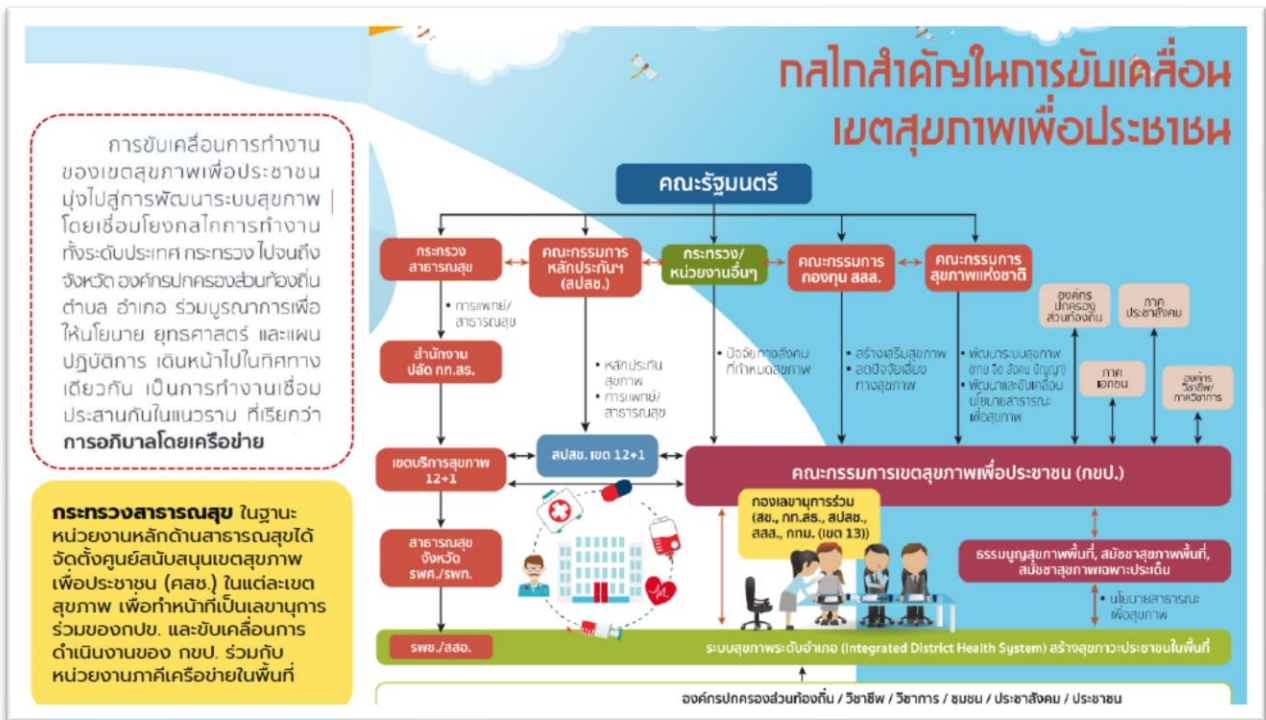 กลไกสำคัญในการขับเคลื่อน
เขตสุขภาพเพื่อประชาชน
การขับเคลื่อนการทำงาน
ของเขตสุขภาพเพื่อประชาชน
มุ่งไปสู่การพัฒนาระบบสุขภาพ
โดยเชื่อมโยงกลไกการทำงาน
ทั้งระดับประเทศ กระทรวง ไปจนถึง
จังหวัด องค์กรปกครองส่วนท้องถิ่น
ตำบล อำเภอ ร่วมบูรณาการเพื่อ
ให้นโยบาย ยุทธศาสตร์ และแผน
ปฏิบัติการ เดินหน้าไปในทิศทาง
เดียวกัน เป็นการทำงานเชื่อม
ประสานกันในแนวราบ ที่เรียกว่า
การอภิบาลโดยเครือข่าย
กระทรวงสาธารณสุข ในฐานะ
หน่วยงานหลักด้านสาธารณสุขได้
จัดตั้งศูนย์สนับสนุนเขตสุขภาพ
เพื่อประชาชน (ศสช.) ในแต่ละเขต
สุขภาพ เพื่อทำหน้าที่เป็นเลขานุการ
ร่วมของกปข. และขับเคลื่อนการ
ดำเนินงานของ กขป. ร่วมกับ
หน่วยงานภาคีเครือข่ายในพื้นที่
คณะรัฐมนตรี
กระทรวง
สาธารณสุข
คณะกรรมการ
หลักประกันฯ
(สปสช.)
กระทรวง/
หน่วยงานอื่นๆ
คณะกรรมการ
กองทุน สสส.
คณะกรรมการ
สุขภาพแห่งชาติ
องค์กร
ปกครอง
ส่วนท้องถิ่น
ภาค
ประชาสังคม
ภาค
เอกชน
องค์กร
วิชาชีพ/
ภาควิชาการ
• การแพทย์/
สาธารณสุข
สำนักงาน
ปลัด กท.สธ.
• หลักประกัน
สุขภาพ
• การแพทย์/
สาธารณสุข
• ปัจจัยทางสังคม
ที่กำหนดสุขภาพ
• สร้างเสริมสุขภาพ
• ลดปัจจัยเสี่ยง
ทางสุขภาพ
• พัฒนาระบบสุขภาพ
(กาย จิต สังคม ปัญญา)
• พัฒนาและขับเคลื่อน
นโยบายสาธารณะ
เพื่อสุขภาพ
เขตบริการสุขภาพ
12+1
สปสช. เขต 12+1
คณะกรรมการเขตสุขภาพเพื่อประชาชน (กขป.)
กองเลขานุการร่วม
(สช., กท.สธ., สปสช.,
สสส., กทม. (เขต 13))
สาธารณสุข
จังหวัด
รพศ./รพท.
ธรรมนูญสุขภาพพื้นที่, สมัชชาสุขภาพพื้นที่,
สมัชชาสุขภาพเฉพาะประเด็น
• นโยบายสาธารณะ
เพื่อสุขภาพ
รพช./สสอ.
ระบบสุขภาพระดับอำเภอ (Integrated District Health System) สร้างสุขภาวะประชาชนในพื้นที่
องค์กรปกครองส่วนท้องถิ่น / วิชาชีพ / วิชาการ / ชุมชน / ประชาสังคม / ประชาชน